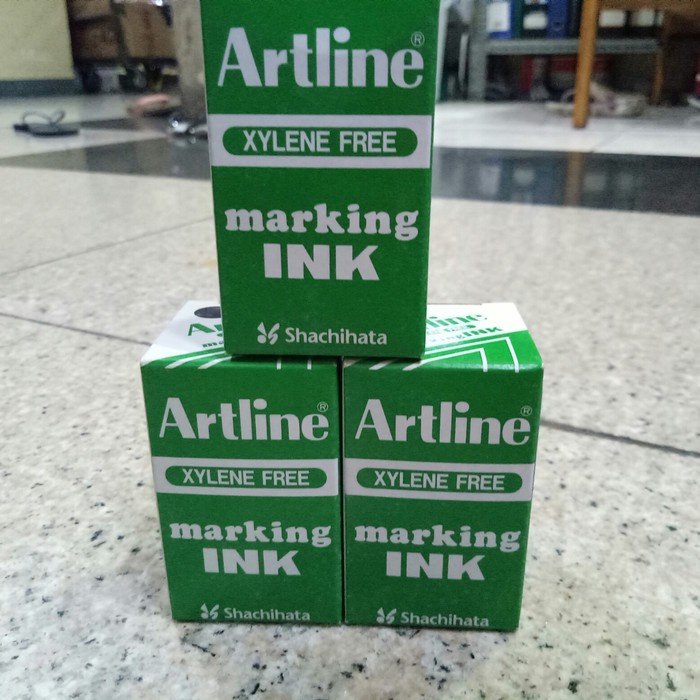 Artline®
XYLENE FREE
marking
INK
Shachihata
Artline®
XYLENE FREE
marking
INK
Shachihata
Artline®
XYLENE FREE
marking
INK
Shachihata